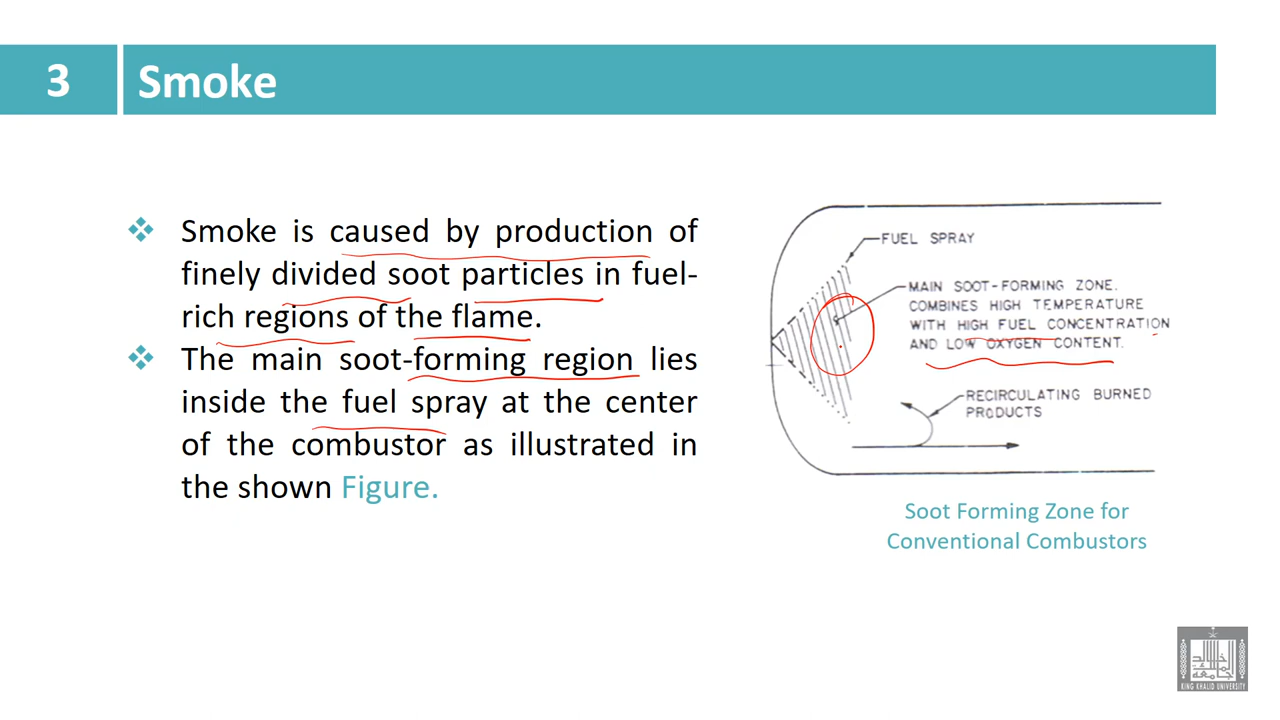 3
Smoke
Smoke is caused by production of
finely divided soot particles in fuel-
rich regions of the flame.
The main soot-forming region lies
inside the fuel spray at the center
of the combustor as illustrated in
the shown Figure.
FUEL SPRAY
MAIN SOOT-FORMING ZONE.
COMBINES HIGH TEMPERATURE
WITH HIGH FUEL CONCENTRATION
AND LOW OXYGEN CONTENT.
RECIRCULATING BURNED
PRODUCTS
Soot Forming Zone for
Conventional Combustors
KING KHALID UNIVERSITY